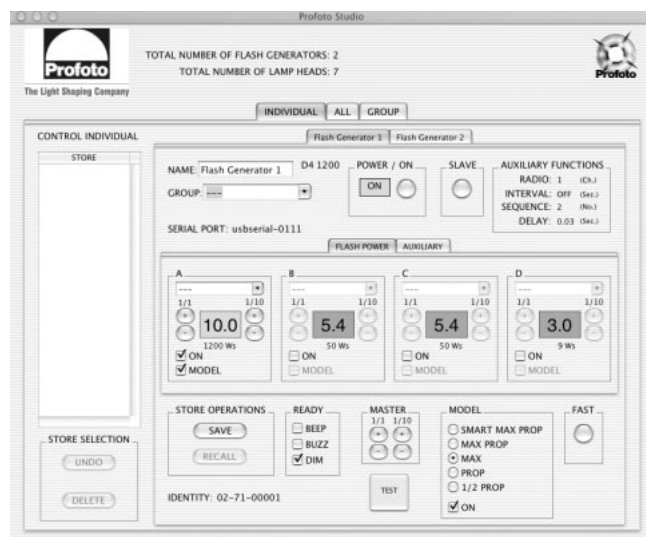 Profoto Studio
Profoto
The Light Shaping Company
TOTAL NUMBER OF FLASH GENERATORS: 2
TOTAL NUMBER OF LAMP HEADS: 7
Profoto
INDIVIDUAL ALL GROUP
CONTROL INDIVIDUAL
STORE
Flash Generator 1 Flash Generator 2
NAME: Flash Generator 1 D4 1200
GROUP: ---
SERIAL PORT: usbserial-0111
POWER / ON
ON
SLAVE
AUXILIARY FUNCTIONS
RADIO: 1 (Ch.)
INTERVAL: OFF (Sec.)
SEQUENCE: 2 (No.)
DELAY: 0.03 (Sec.)
FLASH POWER AUXILIARY
A
---
1/1 1/10
+ +
10.0
- -
1200 Ws
ON
MODEL
B
---
1/1 1/10
+ +
5.4
- -
50 Ws
ON
MODEL
C
---
1/1 1/10
+ +
5.4
- -
50 Ws
ON
MODEL
D
---
1/1 1/10
+ +
3.0
- -
9 Ws
ON
MODEL
STORE SELECTION
UNDO
DELETE
STORE OPERATIONS
SAVE
RECALL
IDENTITY: 02-71-00001
READY
BEEP
BUZZ
DIM
MASTER
1/1 1/10
+ +
- -
TEST
MODEL
SMART MAX PROP
MAX PROP
MAX
PROP
1/2 PROP
ON
FAST